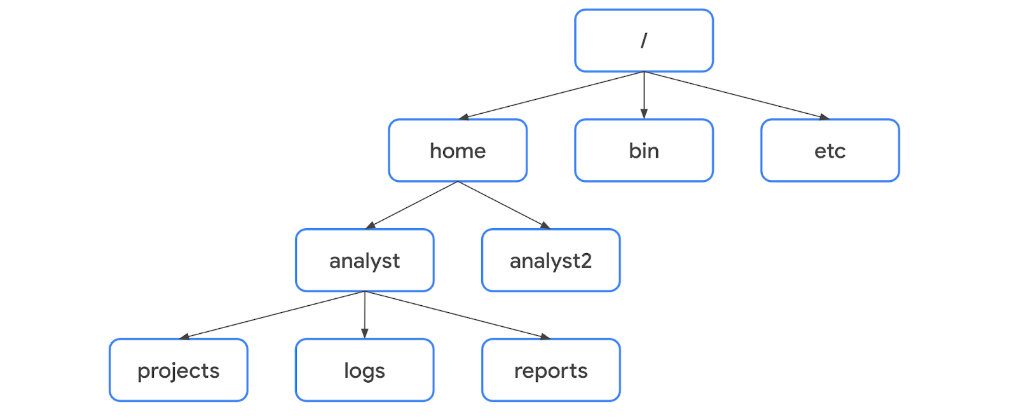 /
home
bin
etc
analyst
analyst2
projects
logs
reports